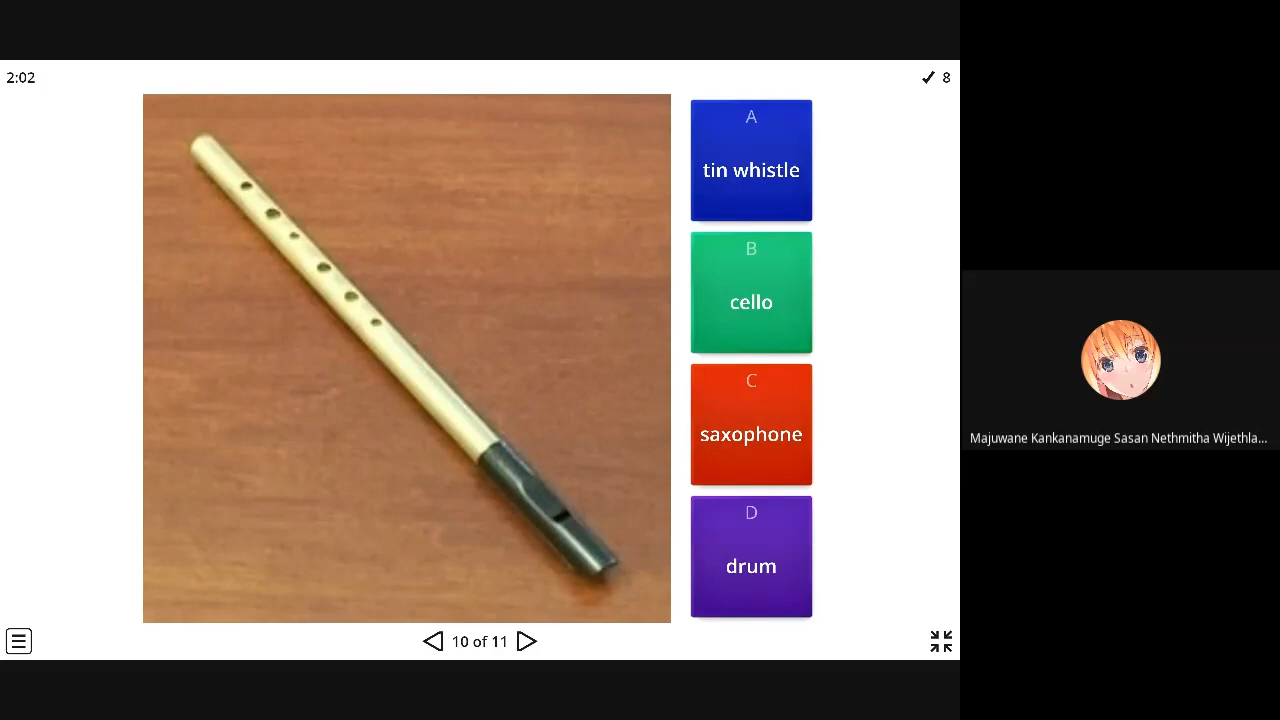 2:02
✔ 8
A
tin whistle
B
cello
C
saxophone
D
drum
10 of 11
Majuwane Kankanamuge Sasan Nethmitha Wijethla...